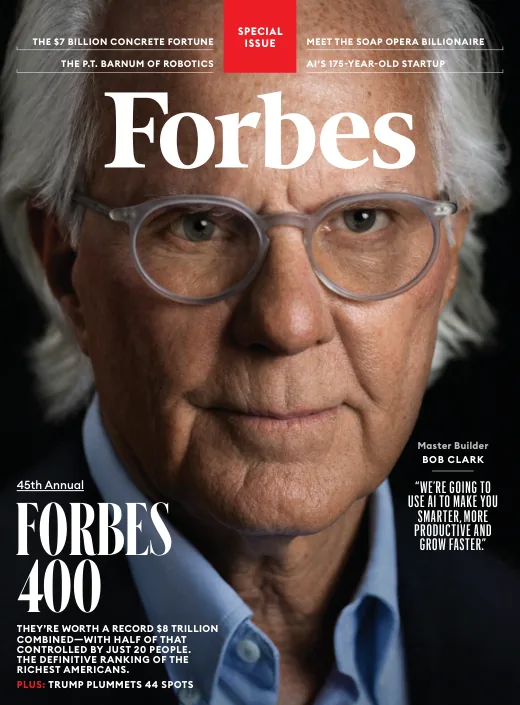 SPECIAL
ISSUE
THE $7 BILLION CONCRETE FORTUNE
MEET THE SOAP OPERA BILLIONAIRE
THE P.T. BARNUM OF ROBOTICS
AI'S 175-YEAR-OLD STARTUP
Forbes
Master Builder
BOB CLARK
“WE'RE GOING TO
USE AI TO MAKE YOU
SMARTER, MORE
PRODUCTIVE AND
GROW FASTER.”
45th Annual
FORBES
400
THEY'RE WORTH A RECORD $8 TRILLION
COMBINED—WITH HALF OF THAT
CONTROLLED BY JUST 20 PEOPLE.
THE DEFINITIVE RANKING OF THE
RICHEST AMERICANS.
PLUS: TRUMP PLUMMETS 44 SPOTS